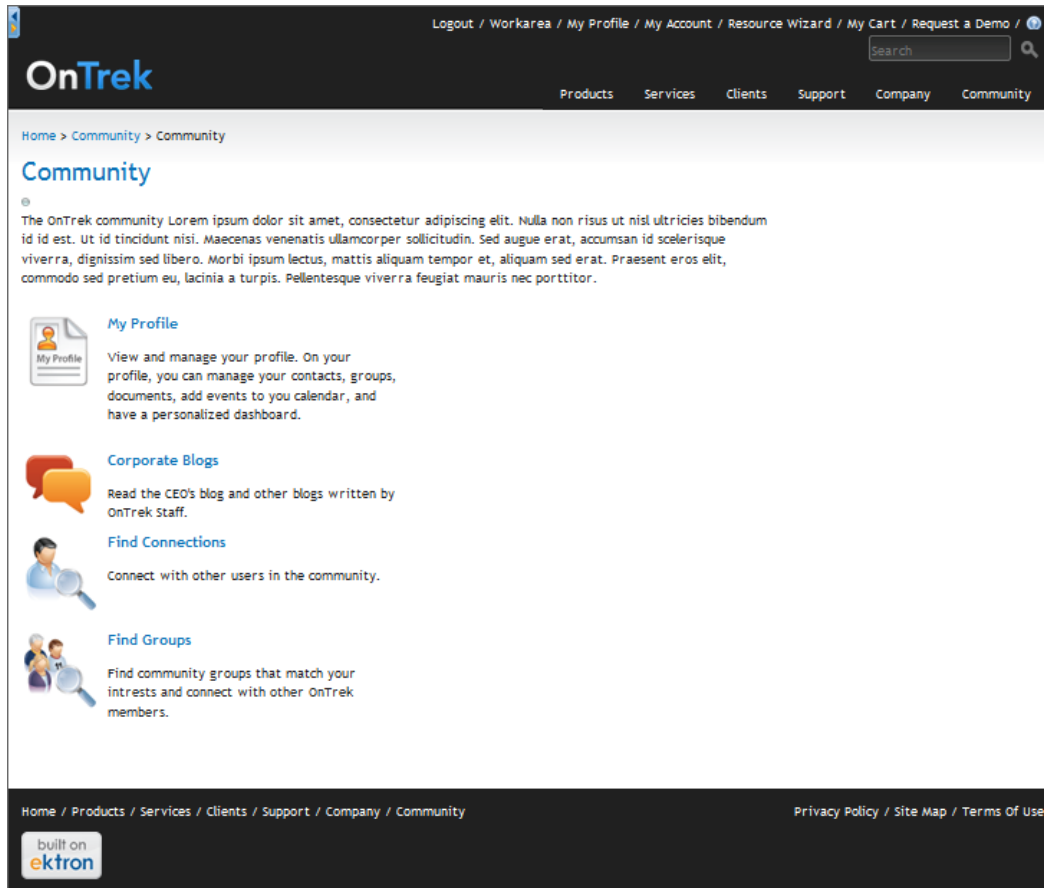 Logout / Workarea / My Profile / My Account / Resource Wizard / My Cart / Request a Demo /
Search
OnTrek
Products Services Clients Support Company Community
Home > Community > Community
Community
The OnTrek community Lorem ipsum dolor sit amet, consectetur adipiscing elit. Nulla non risus ut nisl ultricies bibendum
id id est. Ut id tincidunt nisi. Maecenas venenatis ullamcorper sollicitudin. Sed augue erat, accumsan id scelerisque
viverra, dignissim sed libero. Morbi ipsum lectus, mattis aliquam tempor et, aliquam sed erat. Praesent eros elit,
commodo sed pretium eu, lacinia a turpis. Pellentesque viverra feugiat mauris nec porttitor.
My Profile
My Profile
View and manage your profile. On your
profile, you can manage your contacts, groups,
documents, add events to you calendar, and
have a personalized dashboard.
Corporate Blogs
Read the CEO's blog and other blogs written by
OnTrek Staff.
Find Connections
Connect with other users in the community.
Find Groups
Find community groups that match your
intrests and connect with other OnTrek
members.
Home / Products / Services / Clients / Support / Company / Community
Privacy Policy / Site Map / Terms Of Use
built on
ektron